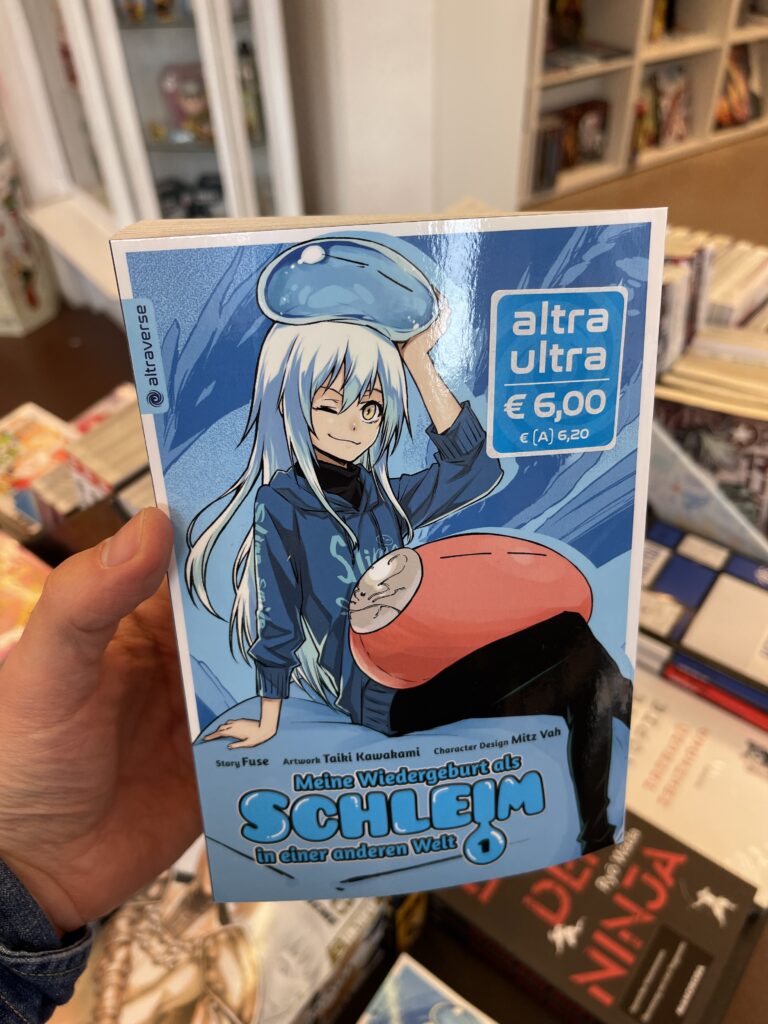 altraverse
altra
ultra
€ 6,00
€ (A) 6,20
Story Fuse Artwork Taiki Kawakami Character Design Mitz Vah
Meine Wiedergeburt als
SCHLEIM
in einer anderen Welt 1
NINJA